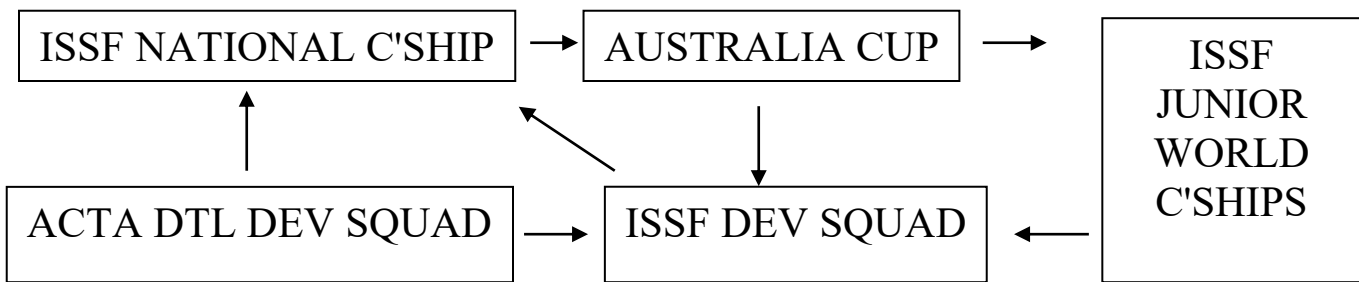 ISSF NATIONAL C'SHIP
AUSTRALIA CUP
ISSF
JUNIOR
WORLD
C'SHIPS
ACTA DTL DEV SQUAD
ISSF DEV SQUAD